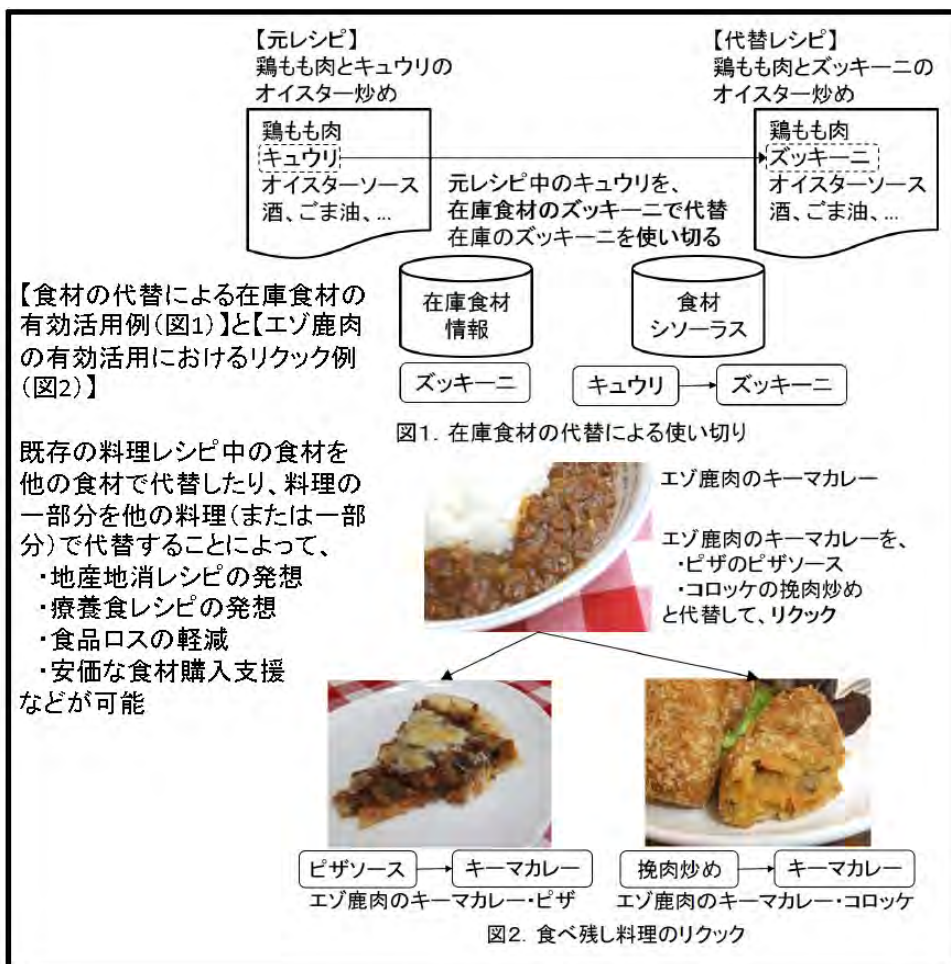 【元レシピ】
鶏もも肉とキュウリの
オイスター炒め
鶏もも肉
キュウリ
オイスターソース
酒、ごま油、...
【代替レシピ】
鶏もも肉とズッキーニの
オイスター炒め
鶏もも肉
ズッキーニ
オイスターソース
酒、ごま油、...
元レシピ中のキュウリを、
在庫食材のズッキーニで代替
在庫のズッキーニを使い切る
在庫食材
情報
食材
シソーラス
ズッキーニ
キュウリ
ズッキーニ
図1. 在庫食材の代替による使い切り
【食材の代替による在庫食材の
有効活用例(図1)】と【エゾ鹿肉
の有効活用におけるリクック例
(図2)】
既存の料理レシピ中の食材を
他の食材で代替したり、料理の
一部分を他の料理(または一部
分)で代替することによって、
・地産地消レシピの発想
・療養食レシピの発想
・食品ロスの軽減
・安価な食材購入支援
などが可能
エゾ鹿肉のキーマカレー
エゾ鹿肉のキーマカレーを、
・ピザのピザソース
・コロッケの挽肉炒め
と代替して、リクック
ピザソース
キーマカレー
エゾ鹿肉のキーマカレー・ピザ
挽肉炒め
キーマカレー
エゾ鹿肉のキーマカレー・コロッケ
図2. 食べ残し料理のリクック